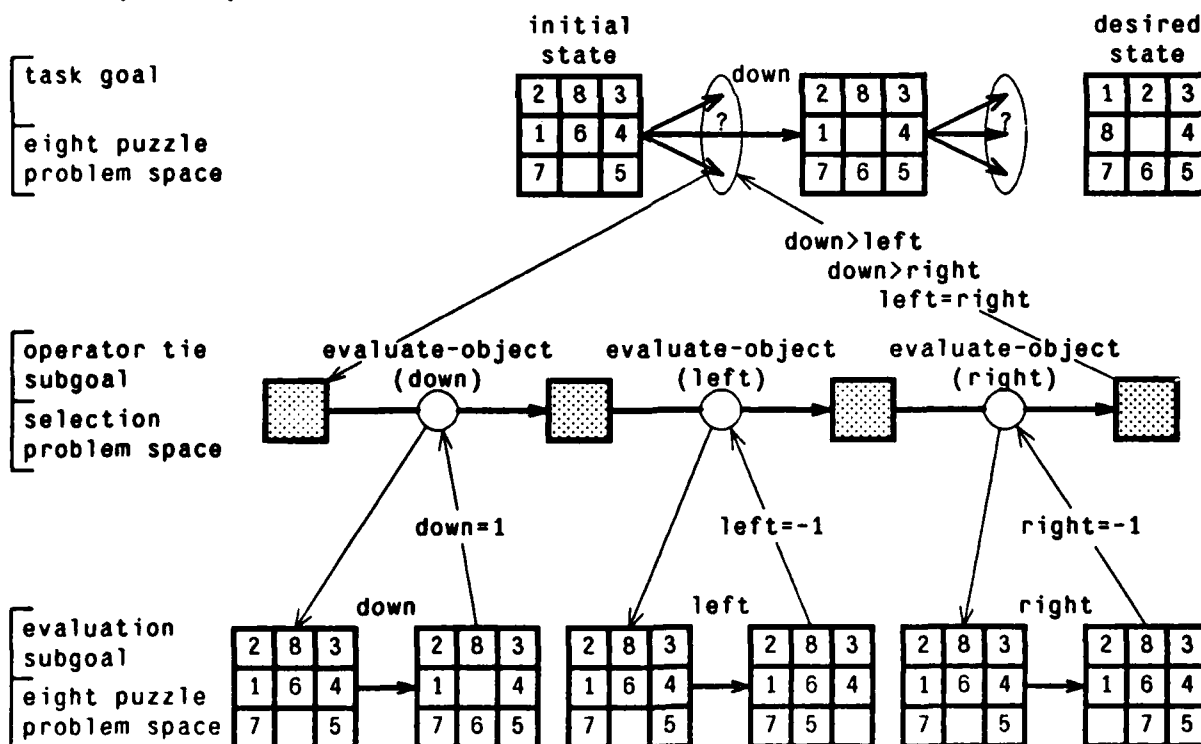 initial
state
desired
state
task goal
eight puzzle
problem space
down
2 8 3
1 6 4
7 5
?
2 8 3
1 4
7 6 5
?
1 2 3
8 4
7 6 5
down>left
down>right
left=right
operator tie
subgoal
selection
problem space
evaluate-object
(down)
evaluate-object
(left)
evaluate-object
(right)
down=1
left=-1
right=-1
evaluation
subgoal
eight puzzle
problem space
down
2 8 3
1 6 4
7 5
2 8 3
1 4
7 6 5
left
2 8 3
1 6 4
7 5
2 8 3
1 6 4
7 5
right
2 8 3
1 6 4
7 5
2 8 3
1 6 4
7 5